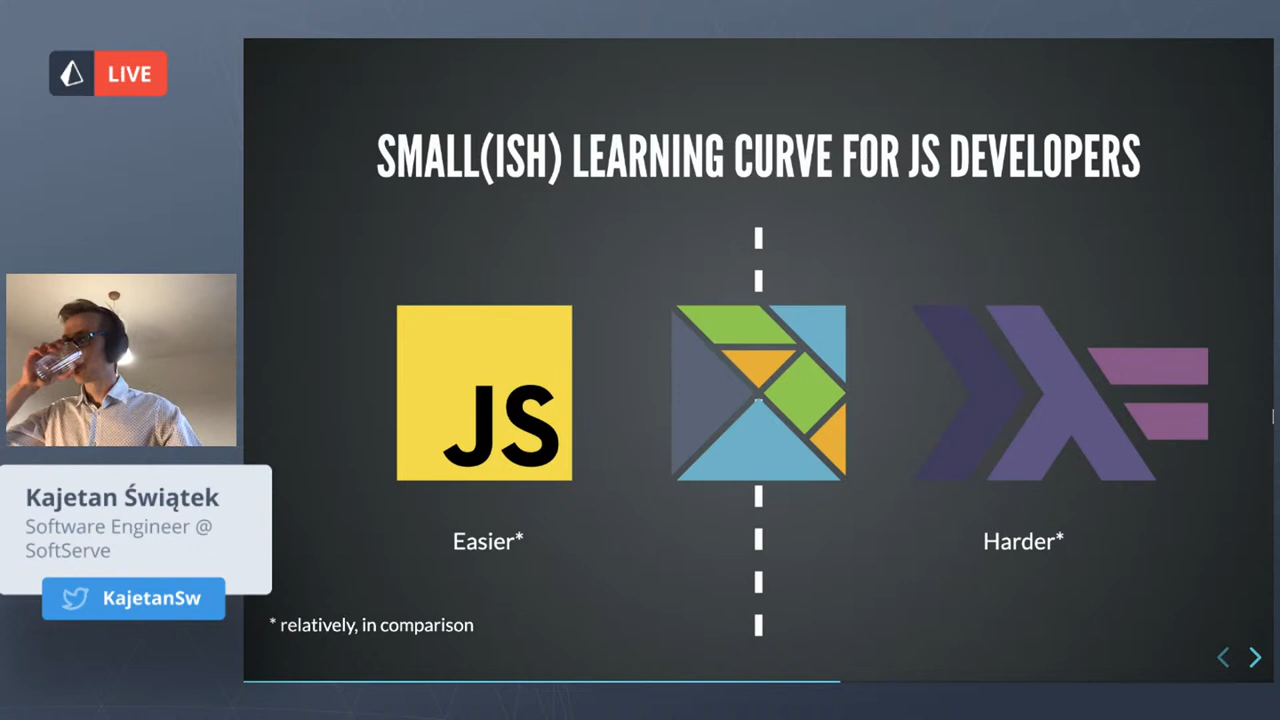 LIVE
SMALL(ISH) LEARNING CURVE FOR JS DEVELOPERS
JS
Easier*
Harder*
* relatively, in comparison
Kajetan Świątek
Software Engineer @
SoftServe
KajetanSw